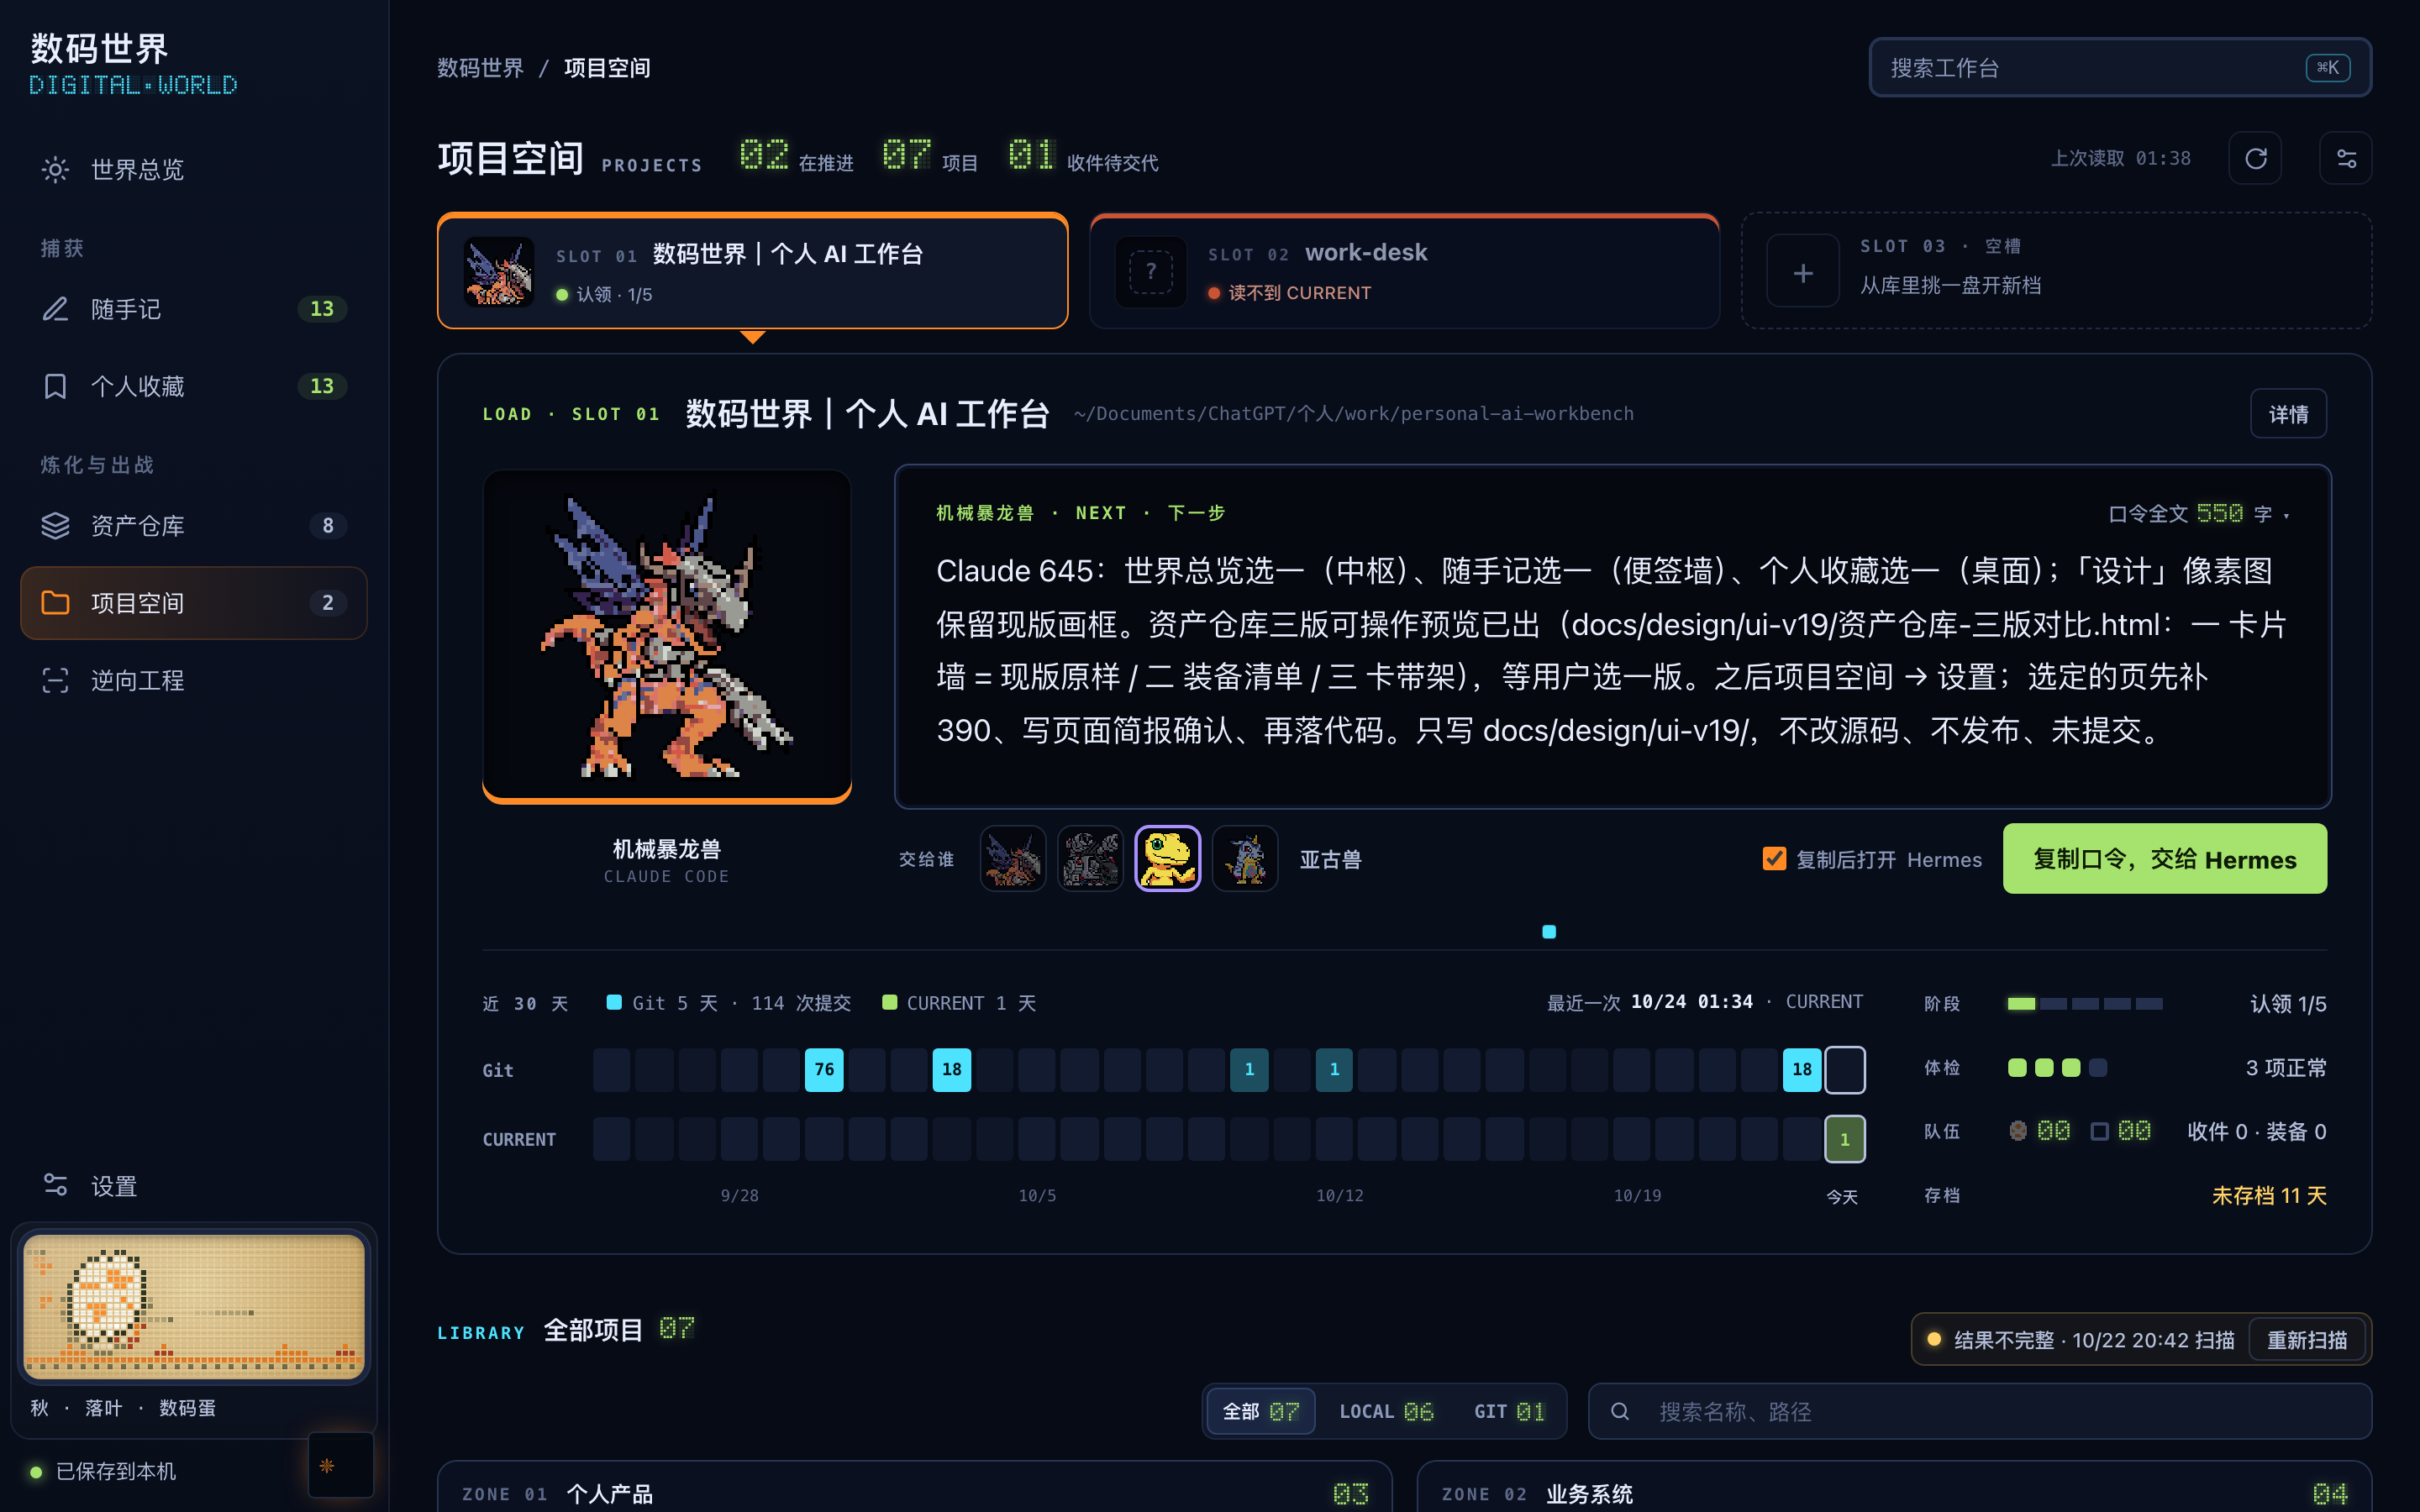 数码世界
DIGITAL·WORLD
世界总览
捕获
随手记 13
个人收藏 13
炼化与出战
资产仓库 8
项目空间 2
逆向工程
设置
秋 · 落叶 · 数码蛋
已保存到本机
数码世界 / 项目空间
搜索工作台 ⌘K
项目空间 PROJECTS 02 在推进 07 项目 01 收件待交代
上次读取 01:38
SLOT 01 数码世界｜个人 AI 工作台
认领 · 1/5
SLOT 02 work-desk
? 读不到 CURRENT
SLOT 03 · 空槽
+ 从库里挑一盘开新档
LOAD · SLOT 01 数码世界｜个人 AI 工作台 ~/Documents/ChatGPT/个人/work/personal-ai-workbench 详情
机械暴龙兽 · NEXT · 下一步 口令全文 550 字 ▾
Claude 645：世界总览选一（中枢）、随手记选一（便签墙）、个人收藏选一（桌面）；「设计」像素图
保留现版画框。资产仓库三版可操作预览已出（docs/design/ui-v19/资产仓库-三版对比.html：一 卡片
墙 = 现版原样 / 二 装备清单 / 三 卡带架），等用户选一版。之后项目空间 → 设置；选定的页先补
390、写页面简报确认、再落代码。只写 docs/design/ui-v19/，不改源码、不发布、未提交。
机械暴龙兽
CLAUDE CODE
交给谁 亚古兽 复制后打开 Hermes 复制口令，交给 Hermes
近 30 天 Git 5 天 · 114 次提交 CURRENT 1 天 最近一次 10/24 01:34 · CURRENT
Git 76 18 1 1 18
CURRENT 1
9/28 10/5 10/12 10/19 今天
阶段 认领 1/5
体检 3 项正常
队伍 00 00 收件 0 · 装备 0
存档 未存档 11 天
LIBRARY 全部项目 07
结果不完整 · 10/22 20:42 扫描 重新扫描
全部 07 LOCAL 06 GIT 01 搜索名称、路径
ZONE 01 个人产品 03
ZONE 02 业务系统 04